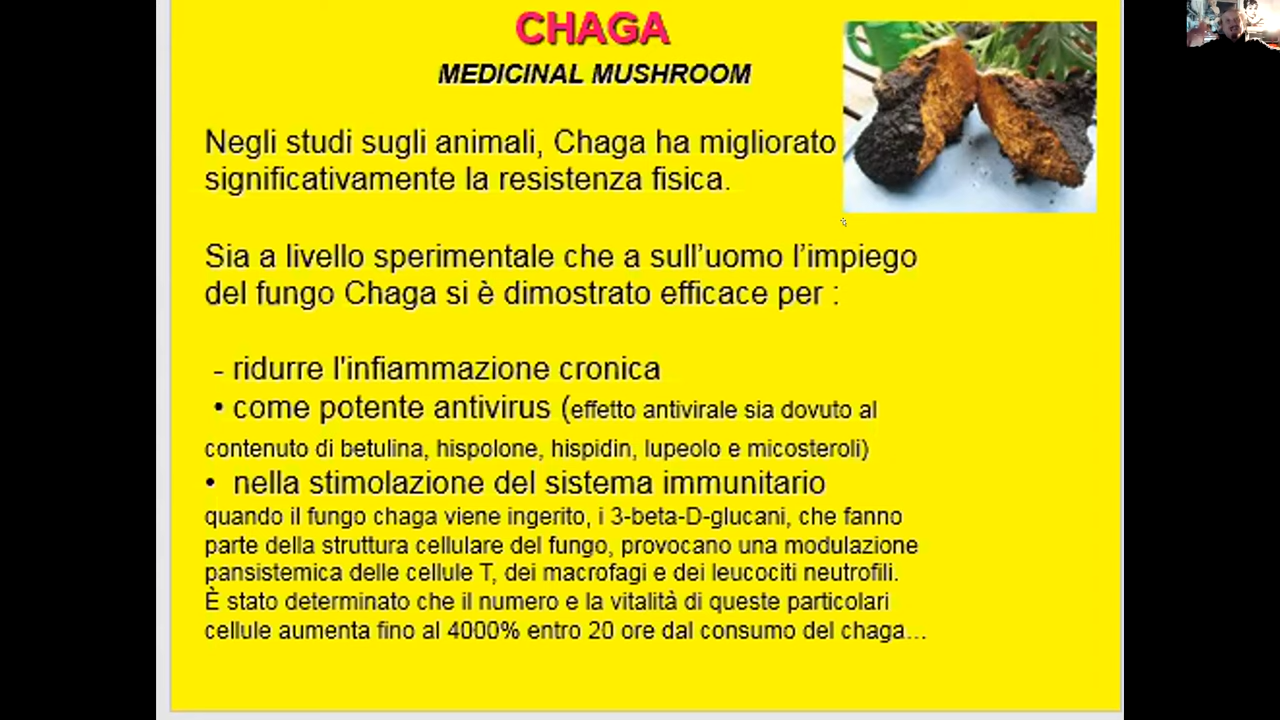 CHAGA
MEDICINAL MUSHROOM
Negli studi sugli animali, Chaga ha migliorato
significativamente la resistenza fisica.
Sia a livello sperimentale che a sull’uomo l’impiego
del fungo Chaga si è dimostrato efficace per :
- ridurre l'infiammazione cronica
• come potente antivirus (effetto antivirale sia dovuto al
contenuto di betulina, hispolone, hispidin, lupeolo e micosteroli)
• nella stimolazione del sistema immunitario
quando il fungo chaga viene ingerito, i 3-beta-D-glucani, che fanno
parte della struttura cellulare del fungo, provocano una modulazione
pansistemica delle cellule T, dei macrofagi e dei leucociti neutrofili.
È stato determinato che il numero e la vitalità di queste particolari
cellule aumenta fino al 4000% entro 20 ore dal consumo del chaga...